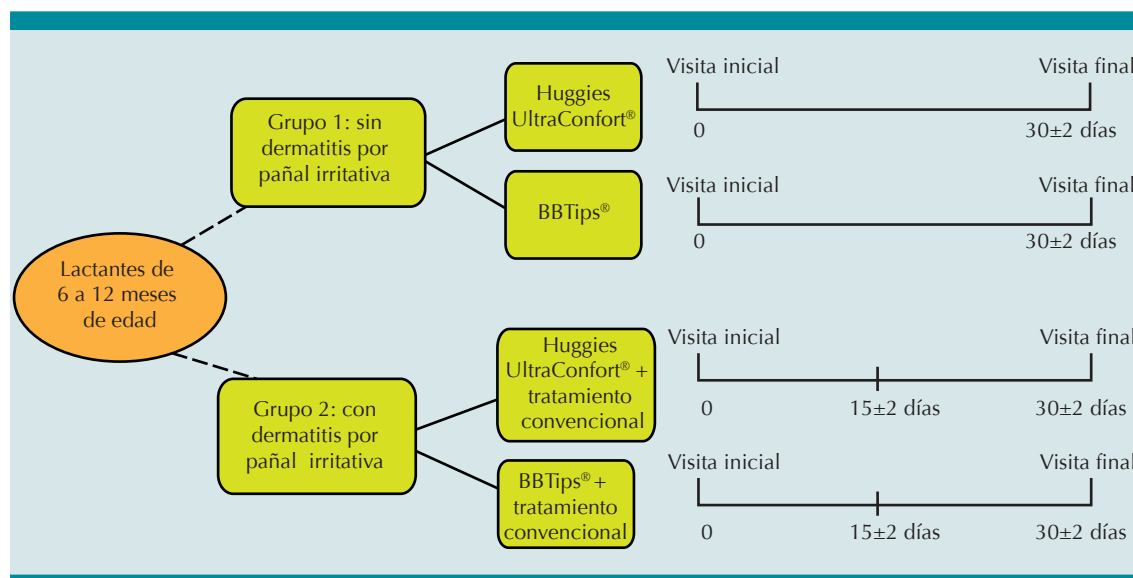 Lactantes de
6 a 12 meses
de edad
Grupo 1: sin
dermatitis por
pañal irritativa
Huggies
UltraConfort®
Visita inicial
Visita final
0
30±2 días
BBTips®
Visita inicial
Visita final
0
30±2 días
Grupo 2: con
dermatitis por
pañal irritativa
Huggies
UltraConfort® +
tratamiento
convencional
Visita inicial
Visita final
0
15±2 días
30±2 días
BBTips® +
tratamiento
convencional
Visita inicial
Visita final
0
15±2 días
30±2 días